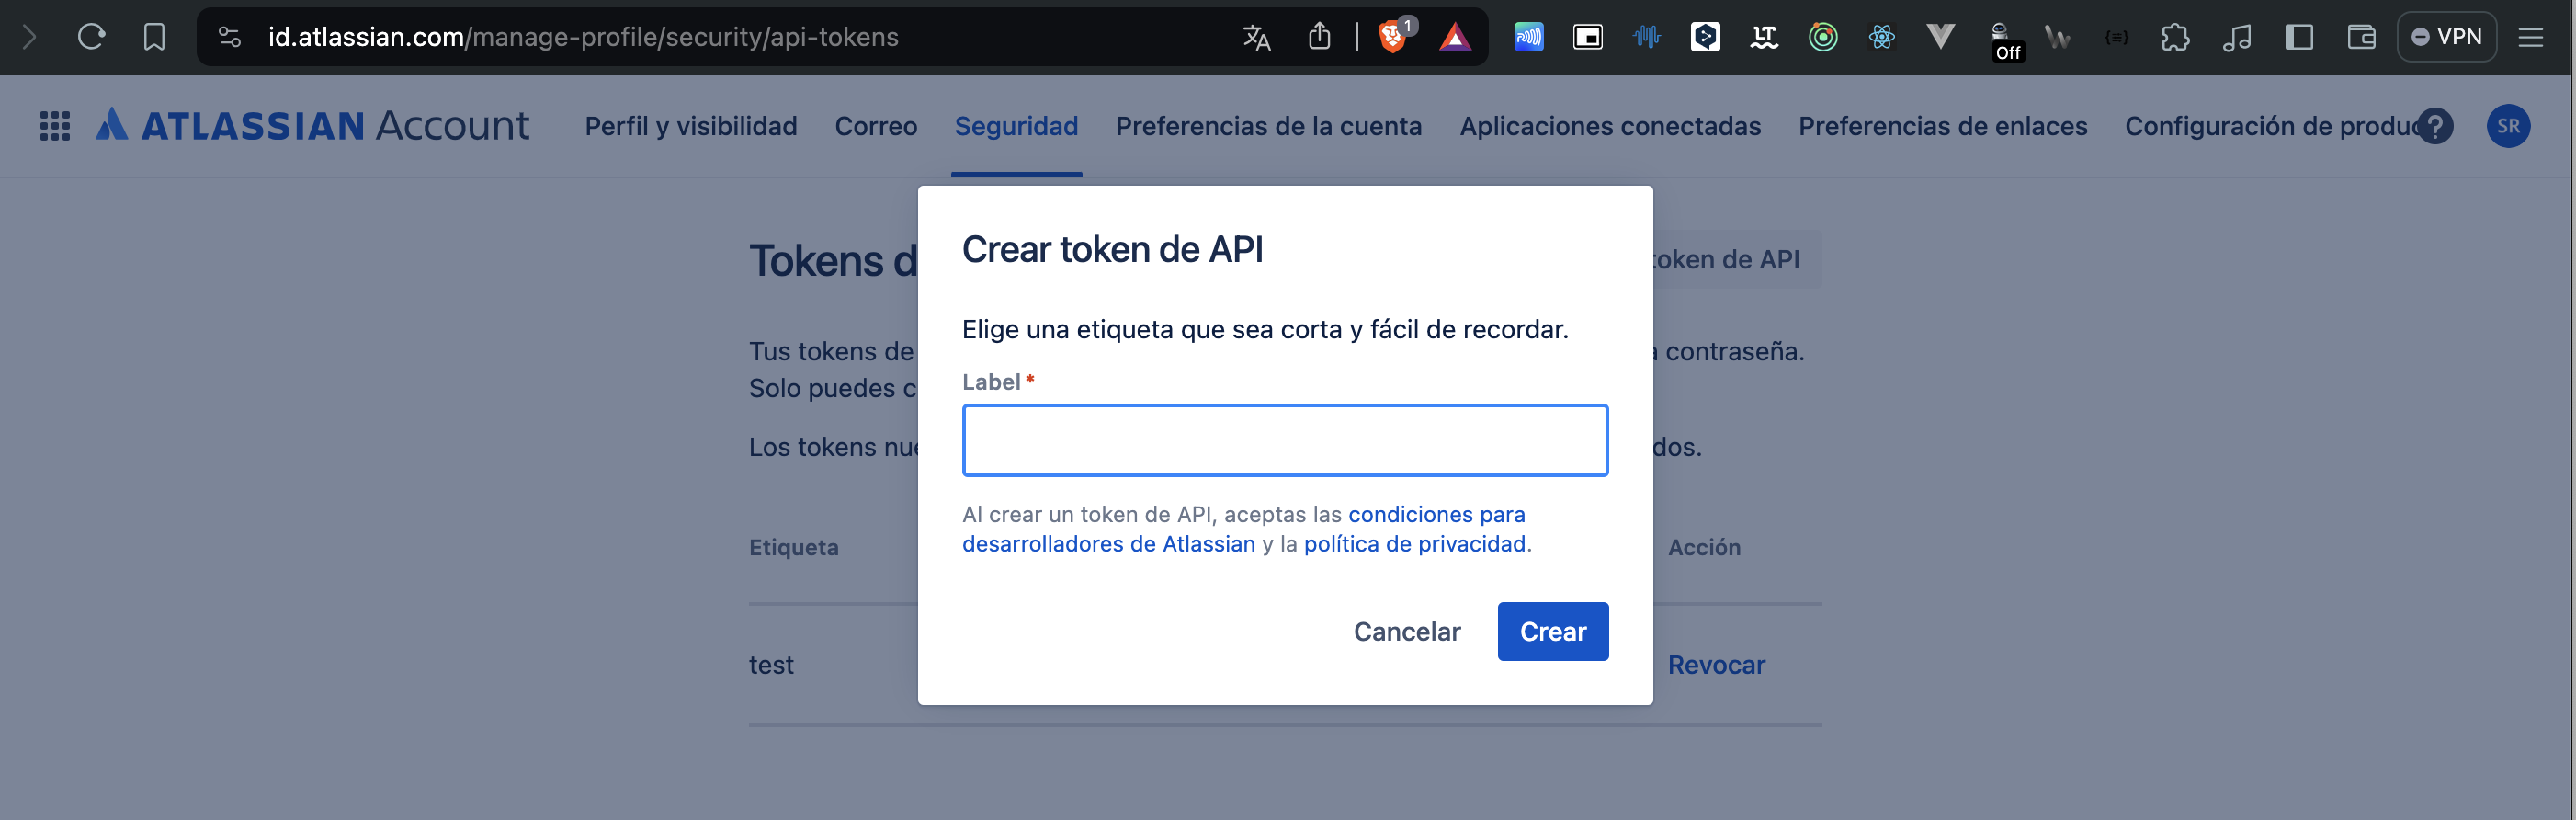 id.atlassian.com/manage-profile/security/api-tokens
1
Off
VPN
ATLASSIAN Account
Perfil y visibilidad
Correo
Seguridad
Preferencias de la cuenta
Aplicaciones conectadas
Preferencias de enlaces
Configuración de produc
?
SR
Tokens d
token de API
Crear token de API
Elige una etiqueta que sea corta y fácil de recordar.
Tus tokens de
a contraseña.
Solo puedes c
Label *
Los tokens nue
dos.
Al crear un token de API, aceptas las condiciones para
desarrolladores de Atlassian y la política de privacidad.
Etiqueta
Acción
Cancelar
Crear
test
Revocar